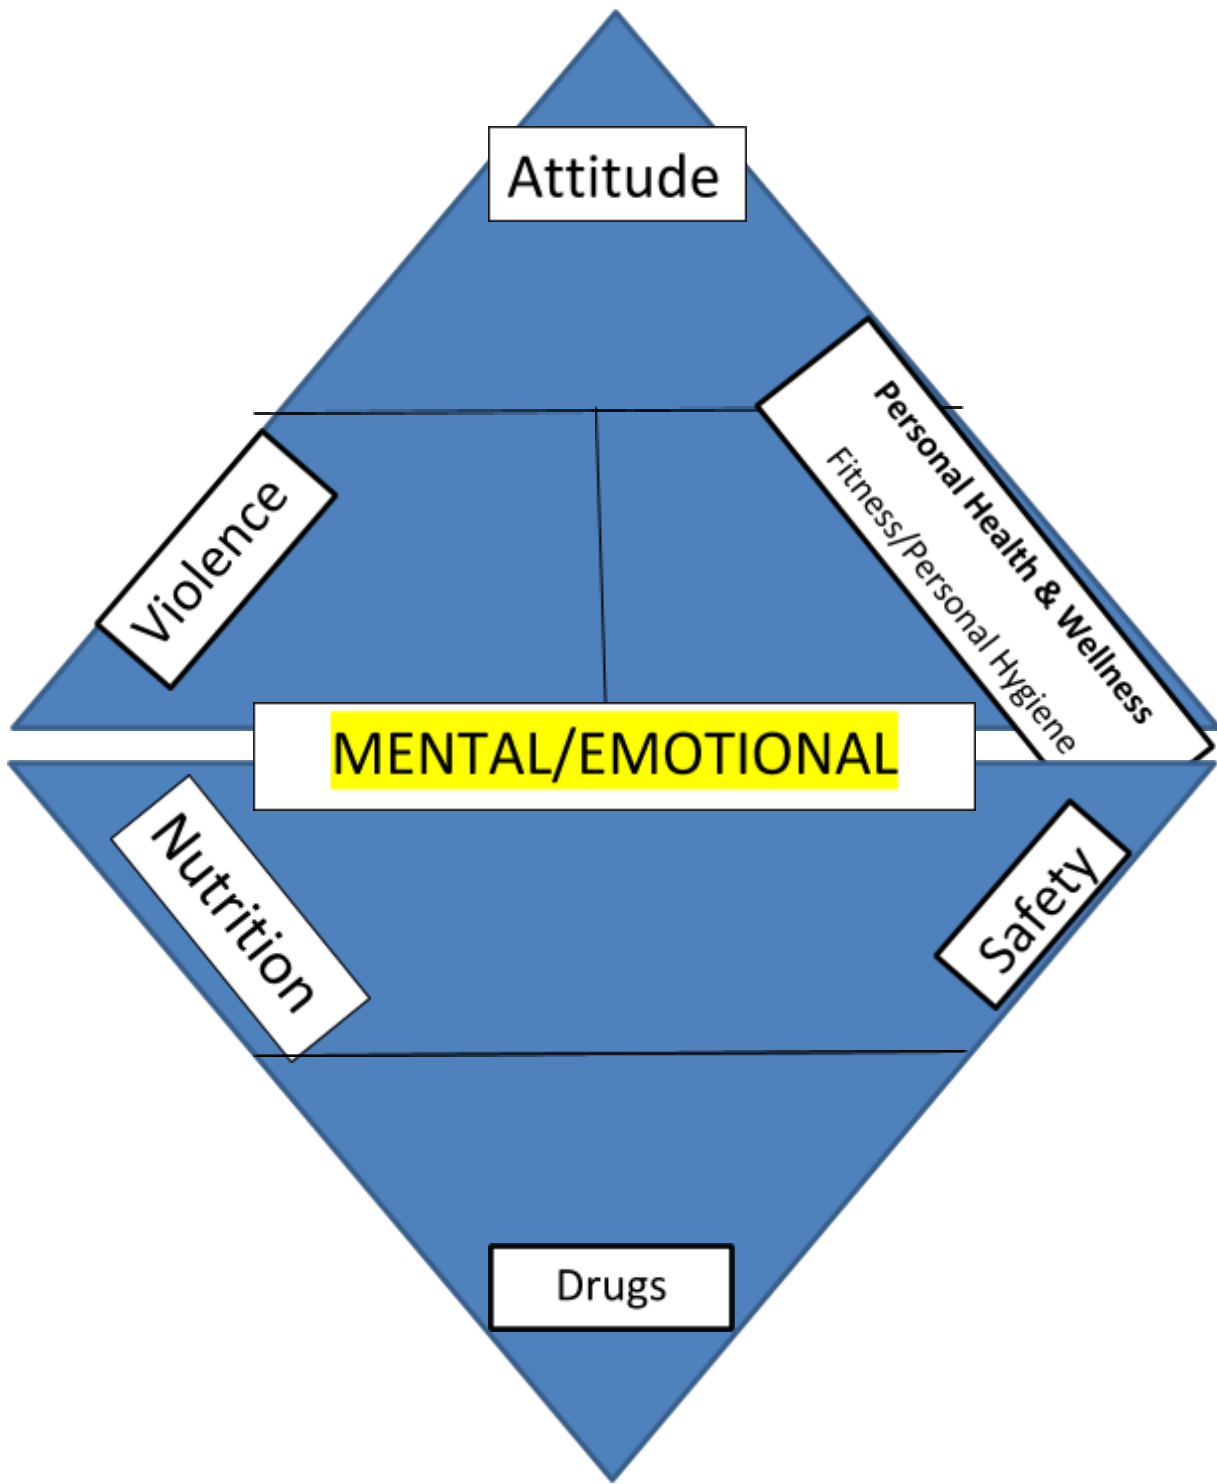 Attitude
Personal Health & Wellness
Fitness/Personal Hygiene
Violence
MENTAL/EMOTIONAL
Nutrition
Safety
Drugs